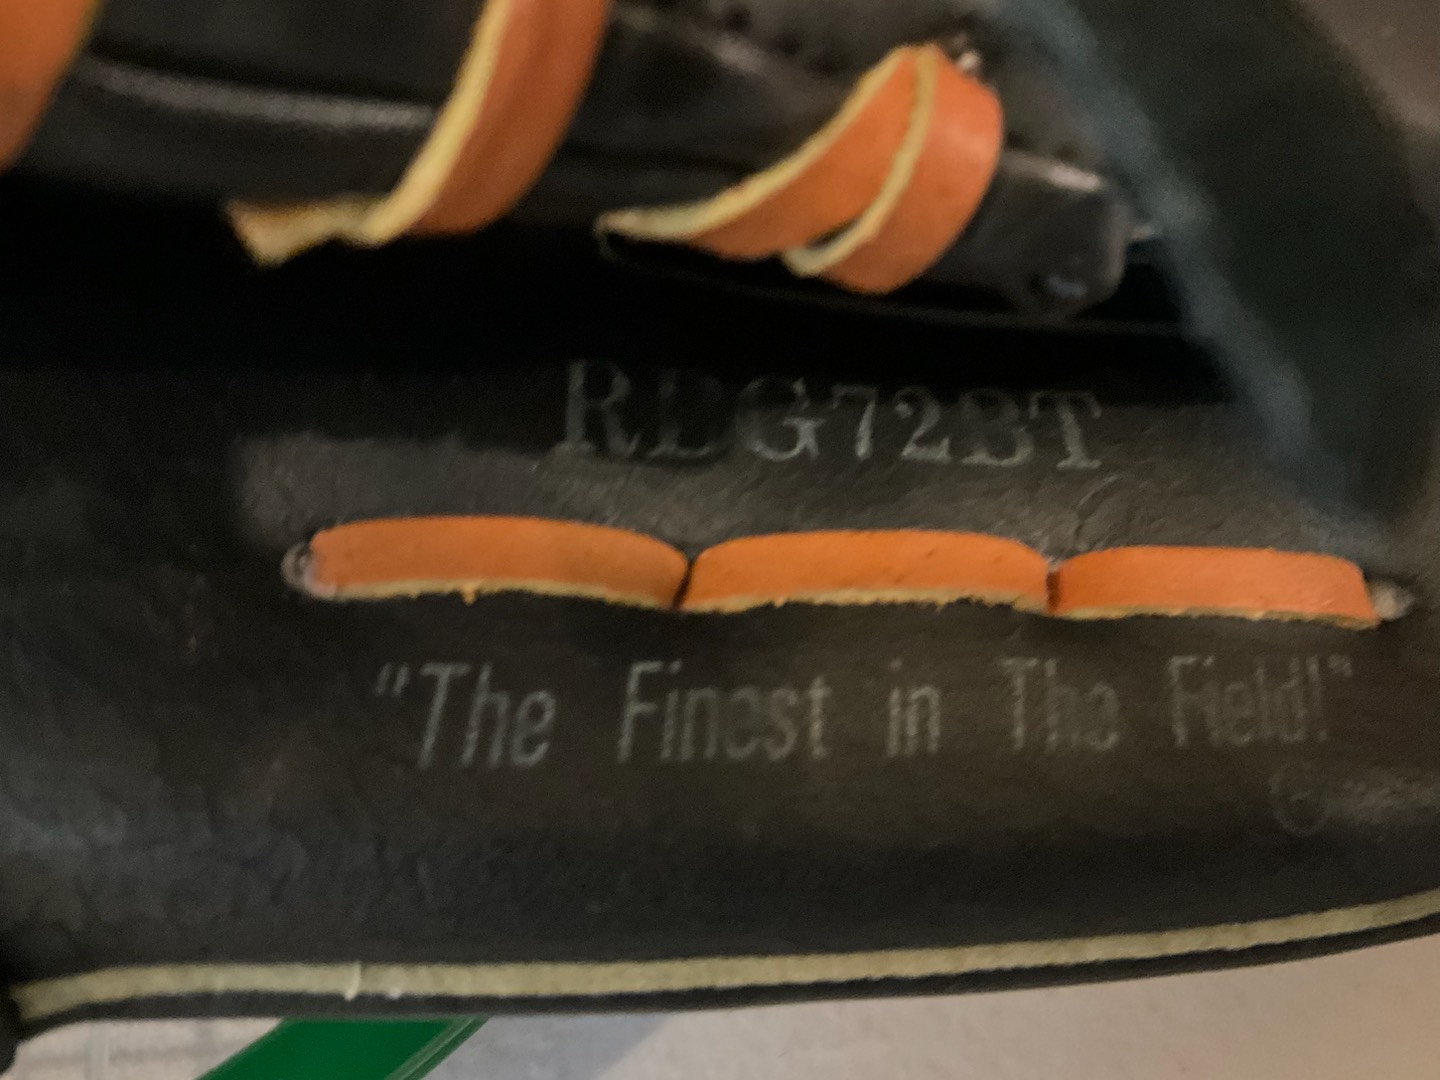 RBG72BT
"The Finest in The Field!"